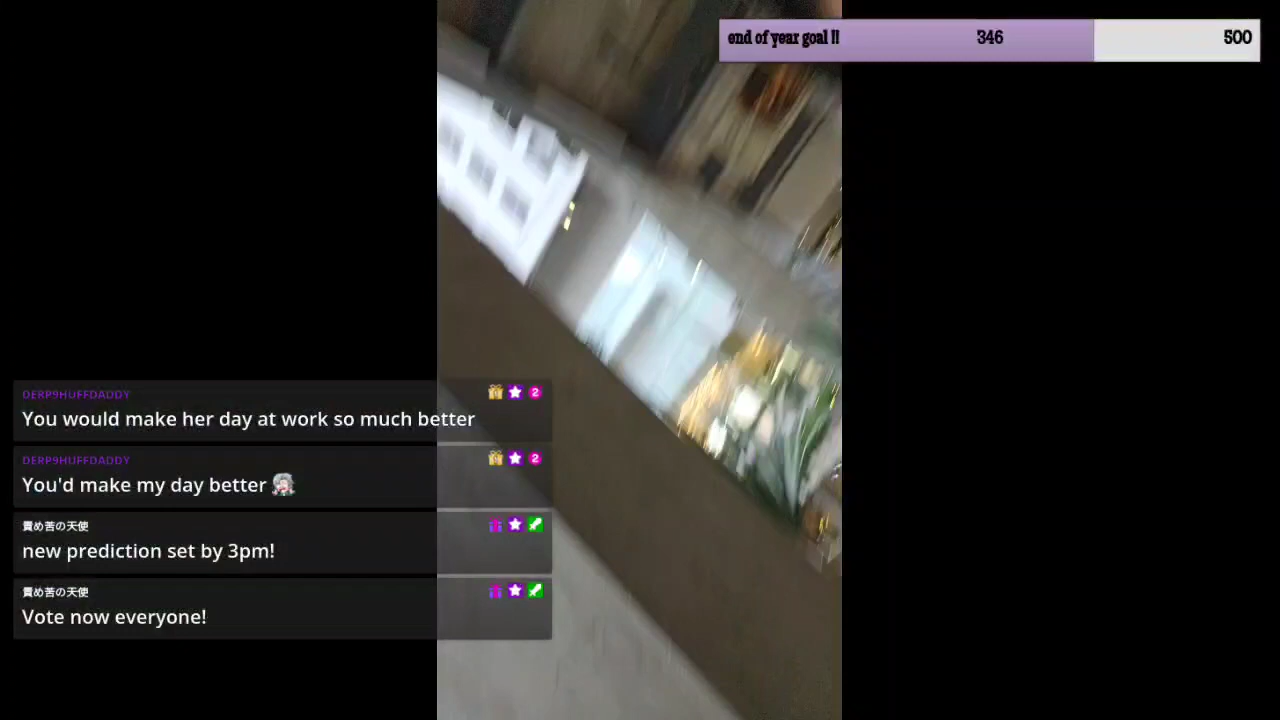 end of year goal !! 346 500
DERP9HUFFDADDY
2
You would make her day at work so much better
DERP9HUFFDADDY
2
You'd make my day better
責め苦の天使
new prediction set by 3pm!
責め苦の天使
Vote now everyone!